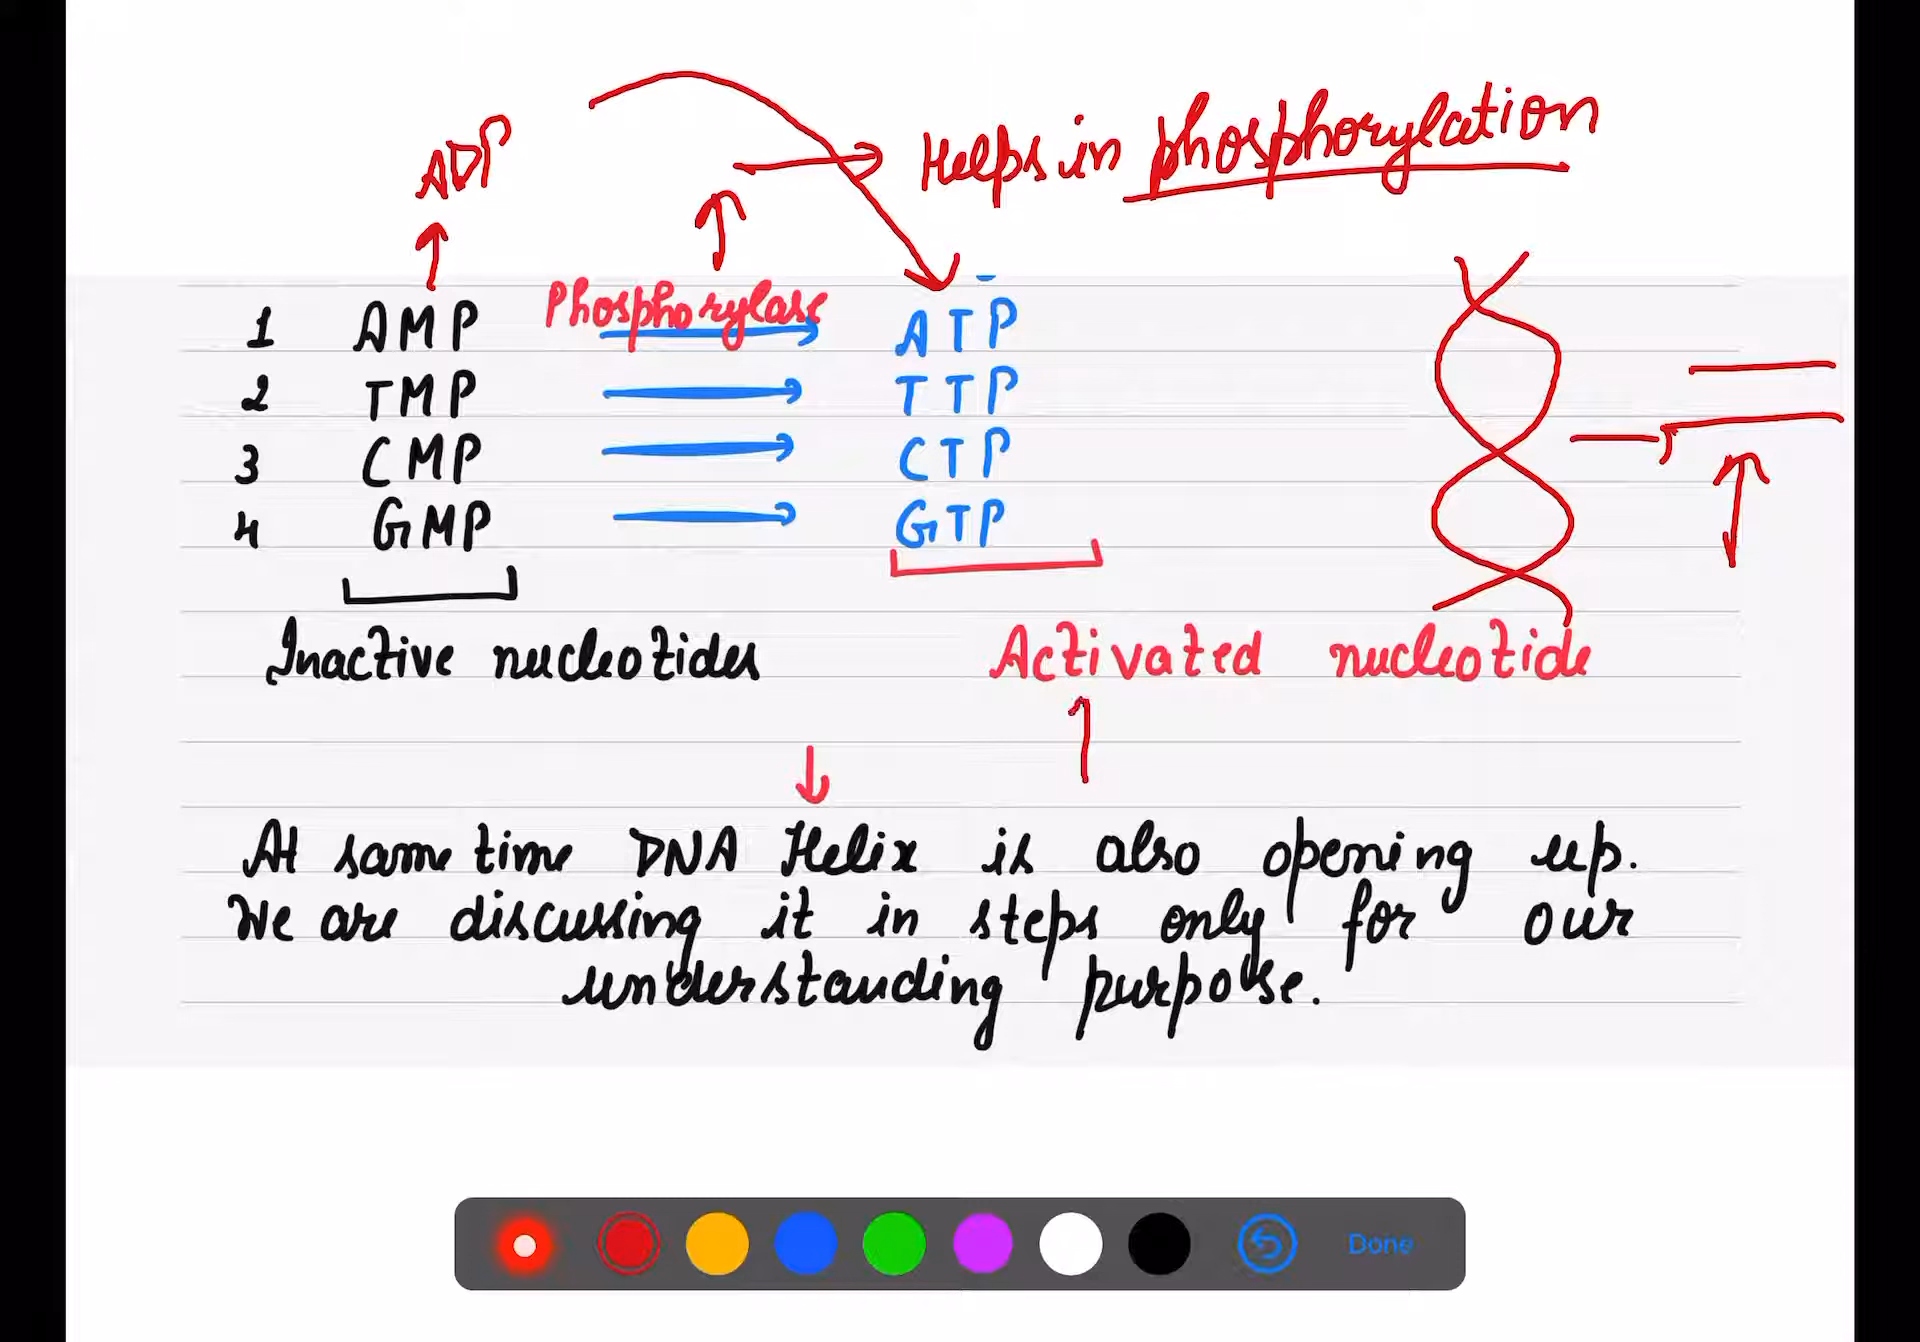 ADP
Helps in phosphorylation
Phosphorylase
1 AMP ATP
2 TMP TTP
3 CMP CTP
4 GMP GTP
Inactive nucleotides Activated nucleotide
At same time DNA Helix is also opening up.
We are discussing it in steps only for our
understanding purpose.
Done